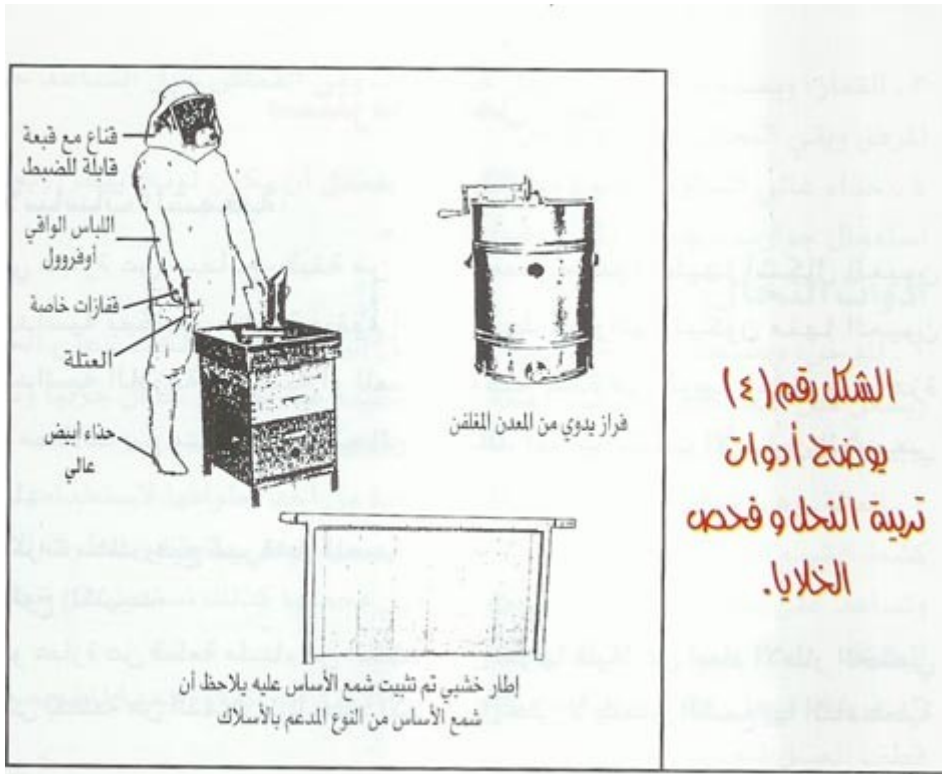 قناع مع قبعة
قابلة للضبط
اللباس الواقي
أوفروول
قفازات خاصة
العتلة
حذاء أبيض
عالي
فراز يدوي من المعدن المغلفن
إطار خشبي تم تثبيت شمع الأساس عليه يلاحظ أن
شمع الأساس من النوع المدعم بالأسلاك
الشكل رقم (٤)
يوضح أدوات
تربية النحل و فحص
الخلايا.